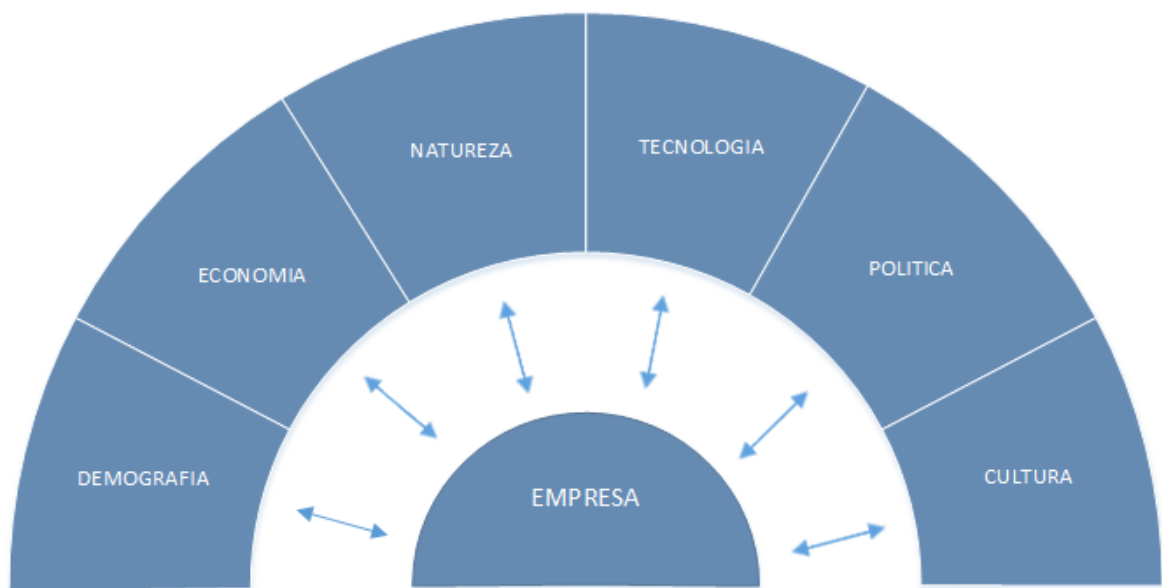 NATUREZA
TECNOLOGIA
ECONOMIA
POLITICA
DEMOGRAFIA
CULTURA
EMPRESA